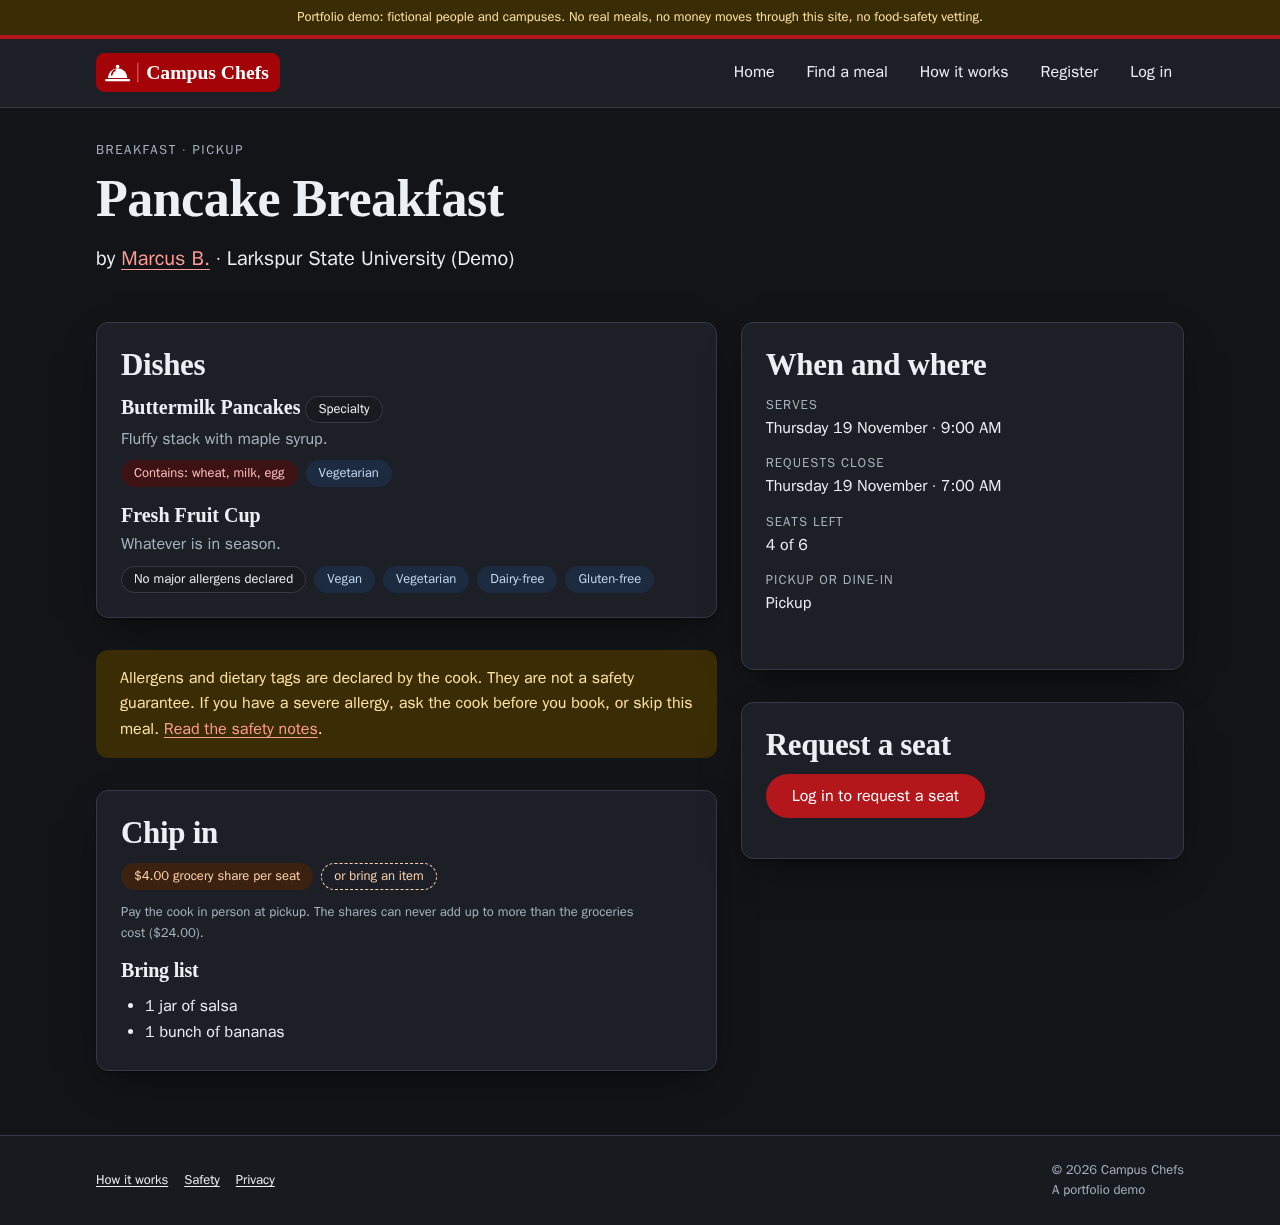 Portfolio demo: fictional people and campuses. No real meals, no money moves through this site, no food-safety vetting.
Campus Chefs
Home
Find a meal
How it works
Register
Log in
BREAKFAST · PICKUP
Pancake Breakfast
by Marcus B. · Larkspur State University (Demo)
Dishes
Buttermilk Pancakes Specialty
Fluffy stack with maple syrup.
Contains: wheat, milk, egg
Vegetarian
Fresh Fruit Cup
Whatever is in season.
No major allergens declared
Vegan
Vegetarian
Dairy-free
Gluten-free
Allergens and dietary tags are declared by the cook. They are not a safety
guarantee. If you have a severe allergy, ask the cook before you book, or skip this
meal. Read the safety notes.
Chip in
$4.00 grocery share per seat
or bring an item
Pay the cook in person at pickup. The shares can never add up to more than the groceries
cost ($24.00).
Bring list
• 1 jar of salsa
• 1 bunch of bananas
When and where
SERVES
Thursday 19 November · 9:00 AM
REQUESTS CLOSE
Thursday 19 November · 7:00 AM
SEATS LEFT
4 of 6
PICKUP OR DINE-IN
Pickup
Request a seat
Log in to request a seat
How it works
Safety
Privacy
© 2026 Campus Chefs
A portfolio demo